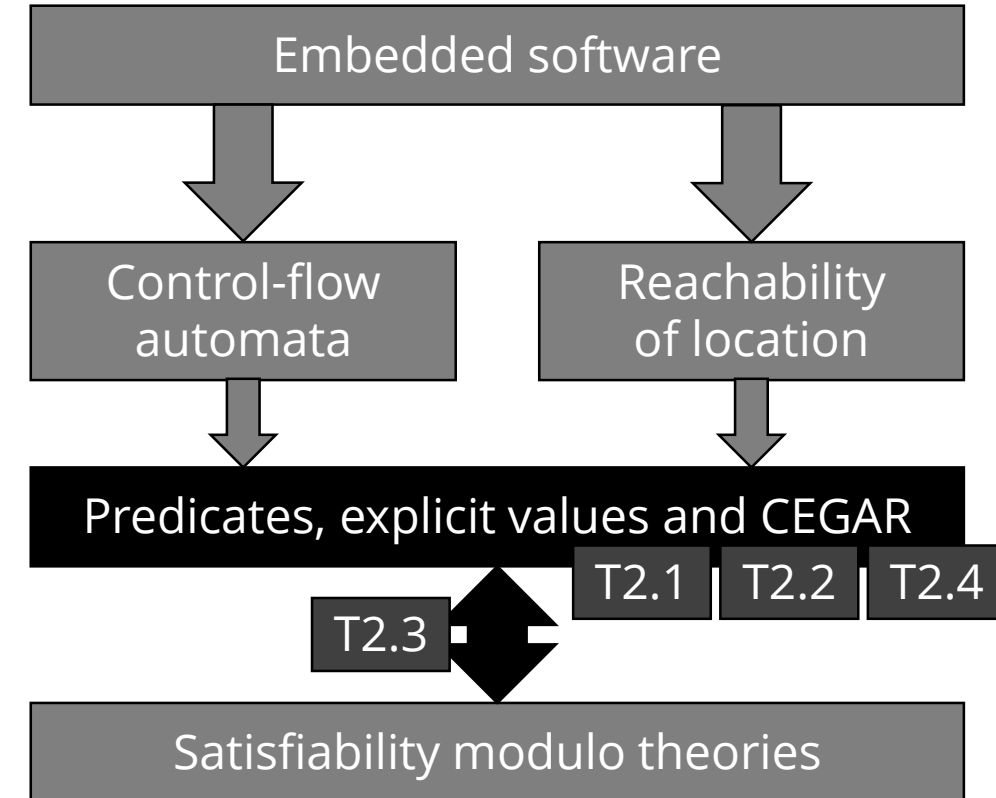 Embedded software
Control-flow
automata
Reachability
of location
Predicates, explicit values and CEGAR
T2.1 T2.2 T2.4
T2.3
Satisfiability modulo theories